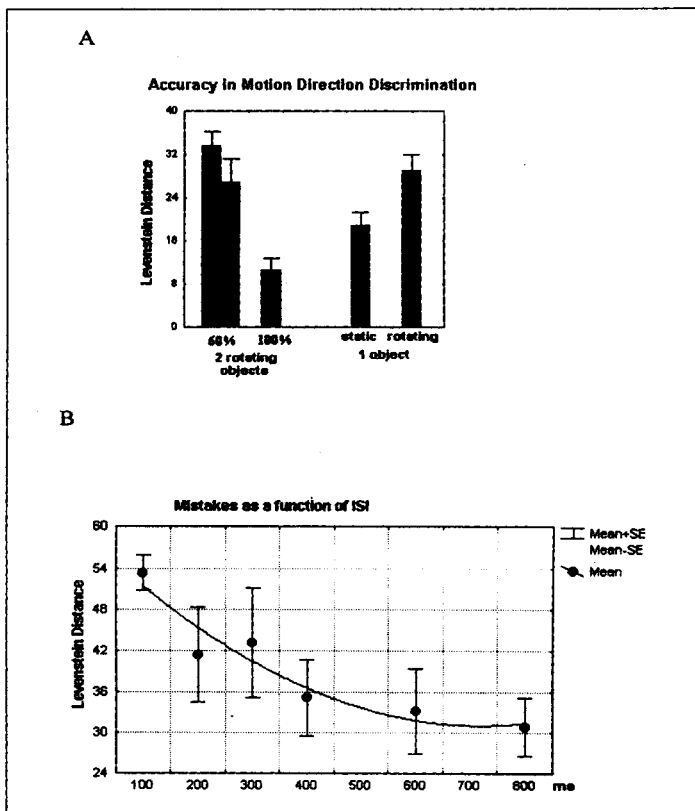 A
Accuracy in Motion Direction Discrimination
Levenstein Distance
40
32
24
16
8
0
60% 100% static rotating
2 rotating objects
1 object
B
Mistakes as a function of ISI
Levenstein Distance
60
54
48
42
36
30
24
100 200 300 400 500 600 700 800 ms
Mean+SE
Mean-SE
Mean